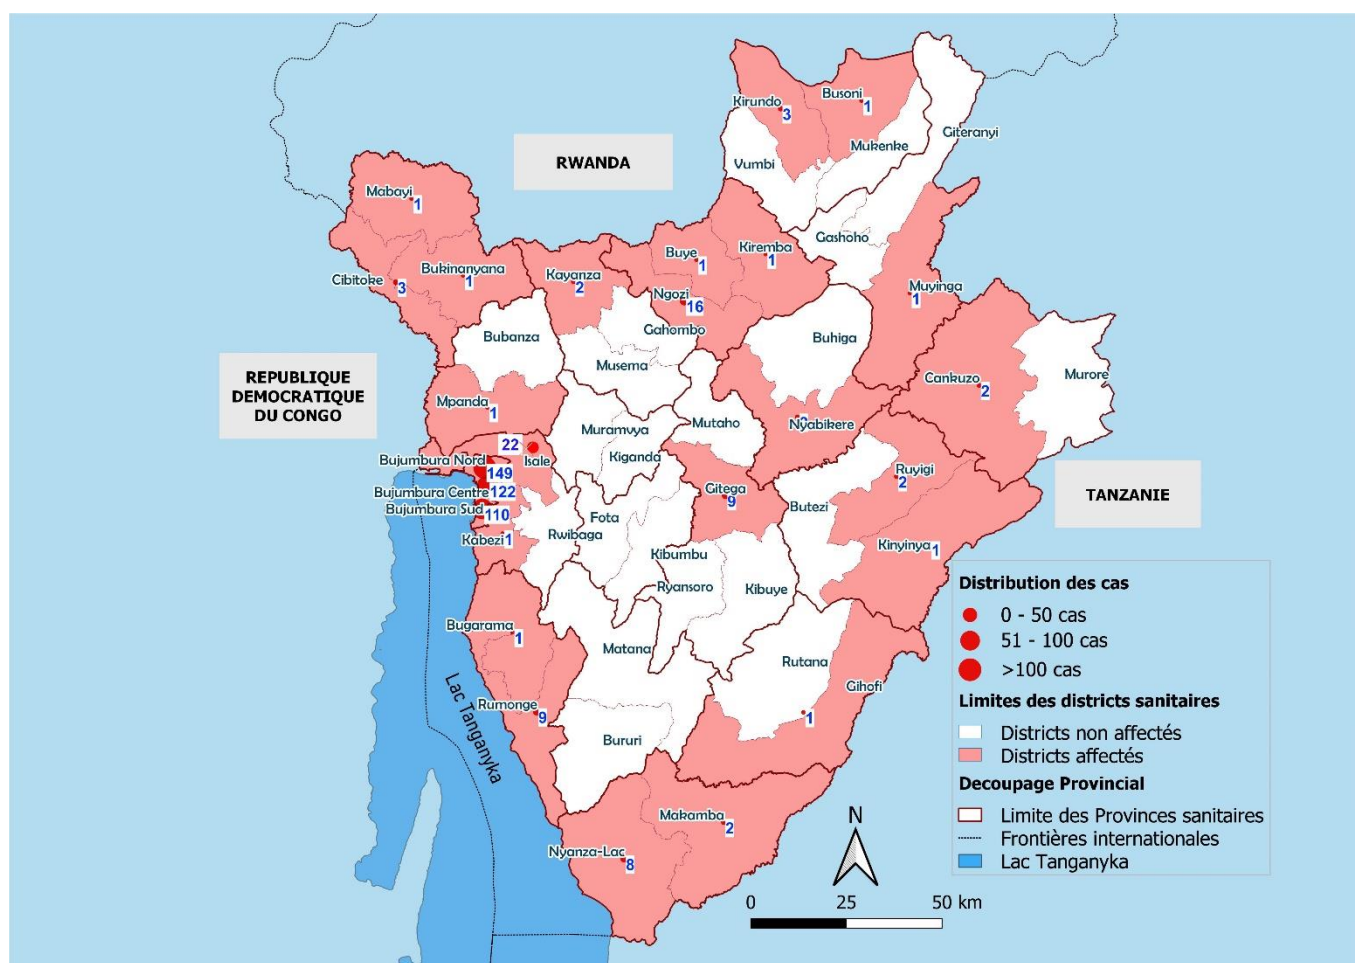 Kirundo
3
Busoni
1
Giteranyi
Mukenke
Vumbi
RWANDA
Mabayi
1
Gashoho
Kiremba
1
Buye
1
Bukinanyana
1
Cibitoke
3
Kayanza
2
Ngozi
16
Muyinga
1
Gahombo
Bubanza
Buhiga
Musema
REPUBLIQUE
DEMOCRATIQUE
DU CONGO
Cankuzo
2
Murore
Mpanda
1
Nyabikere
Mutaho
Muramvya
Kiganda
22
Isale
Bujumbura Nord
149
Bujumbura Centre
122
Bujumbura Sud
110
Kabezi
1
Ruyigi
2
Gitega
9
TANZANIE
Butezi
Fota
Rwibaga
Kibumbu
Kinyinya
1
Ryansoro
Kibuye
Bugarama
1
Matana
Rutana
Gihofi
1
Rumonge
9
Bururi
Lac Tanganyka
Makamba
2
Nyanza-Lac
8
Distribution des cas
0 - 50 cas
51 - 100 cas
>100 cas
Limites des districts sanitaires
Districts non affectés
Districts affectés
Decoupage Provincial
Limite des Provinces sanitaires
Frontières internationales
Lac Tanganyka
N
0 25 50 km